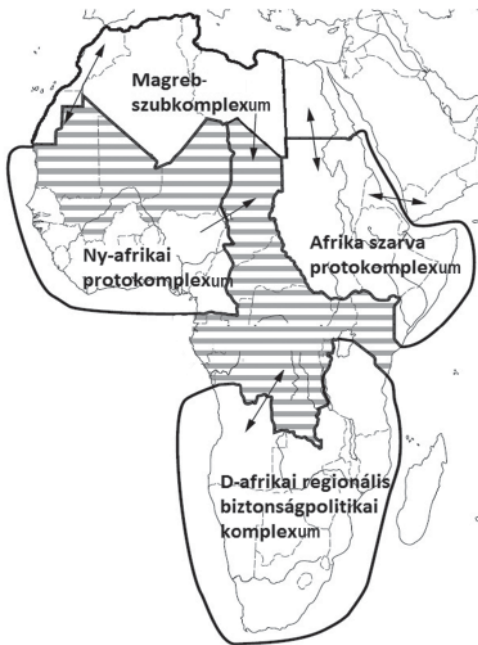 Magreb-
szubkomplexum
Ny-afrikai
protokomplexum
Afrika szarva
protokomplexum
D-afrikai regionális
biztonságpolitikai
komplexum